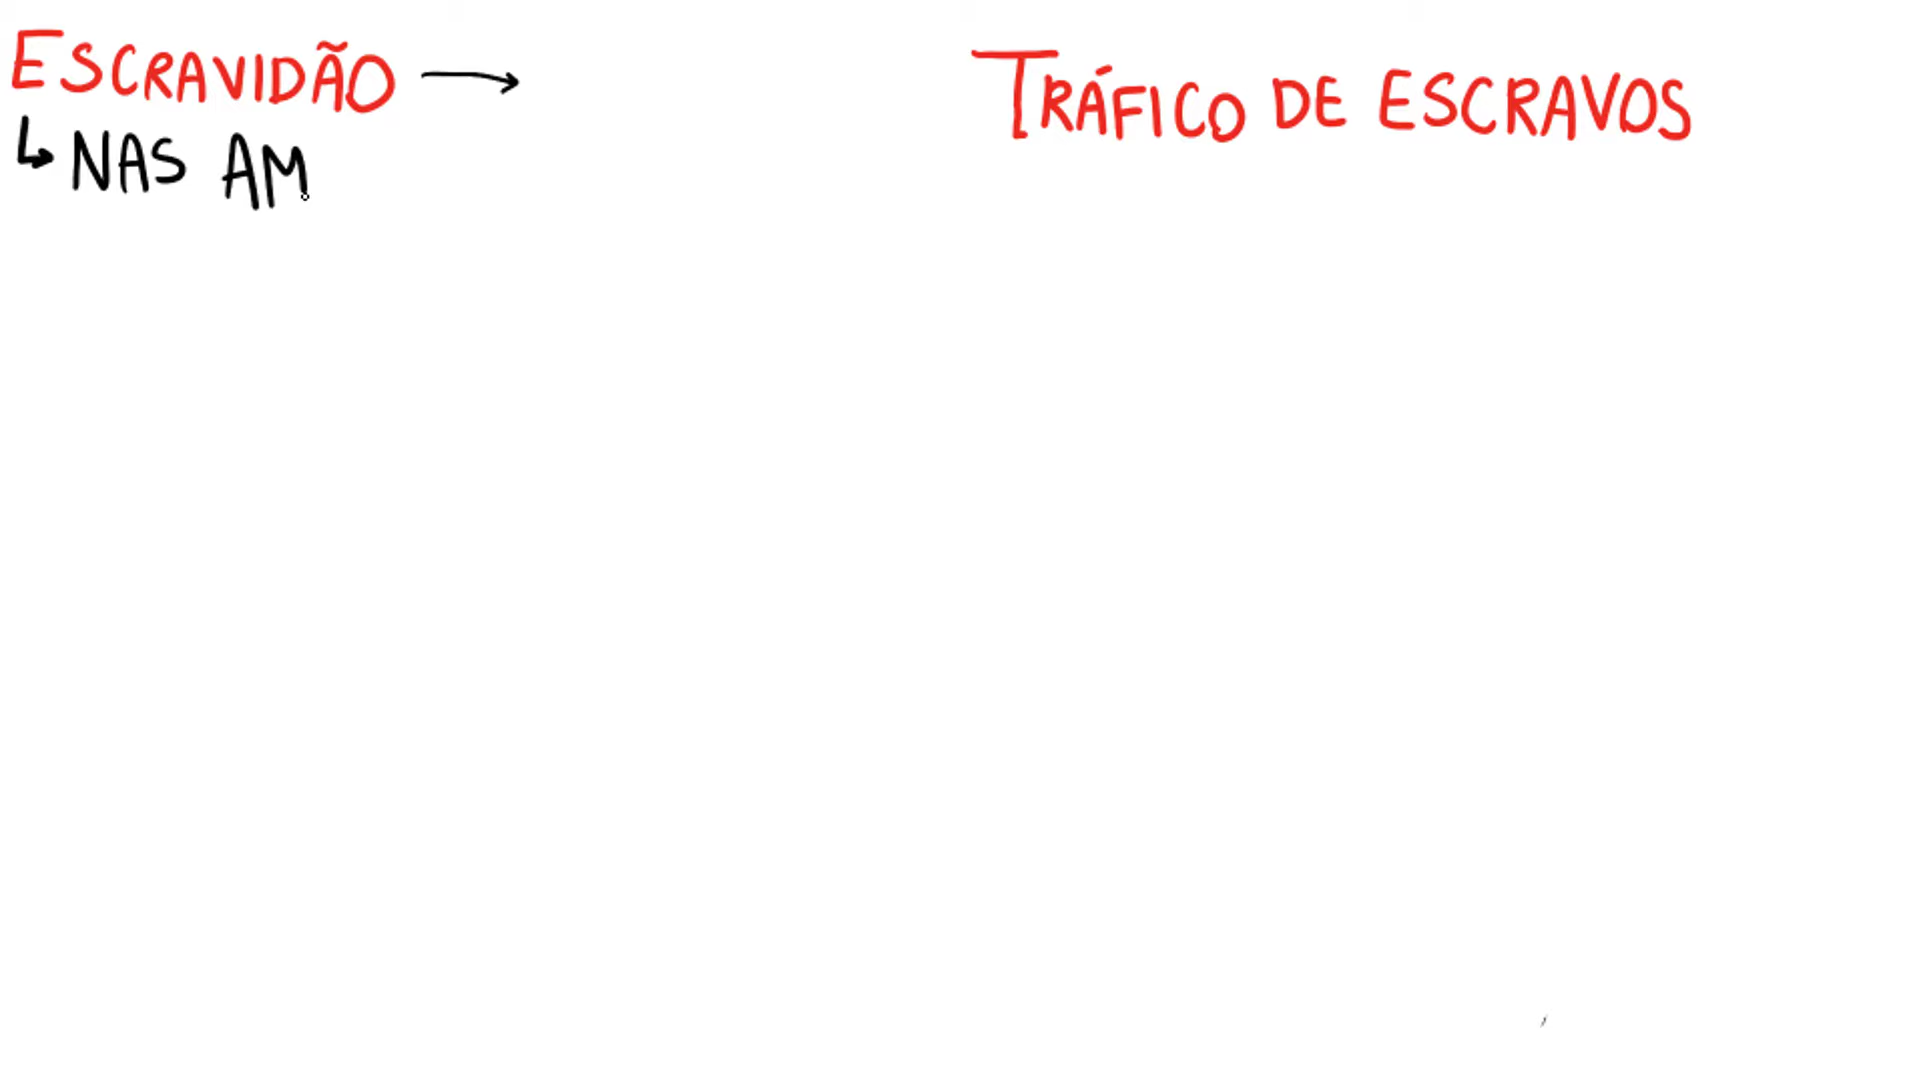 ESCRAVIDÃO →
↳ NAS AM
TRÁFICO DE ESCRAVOS